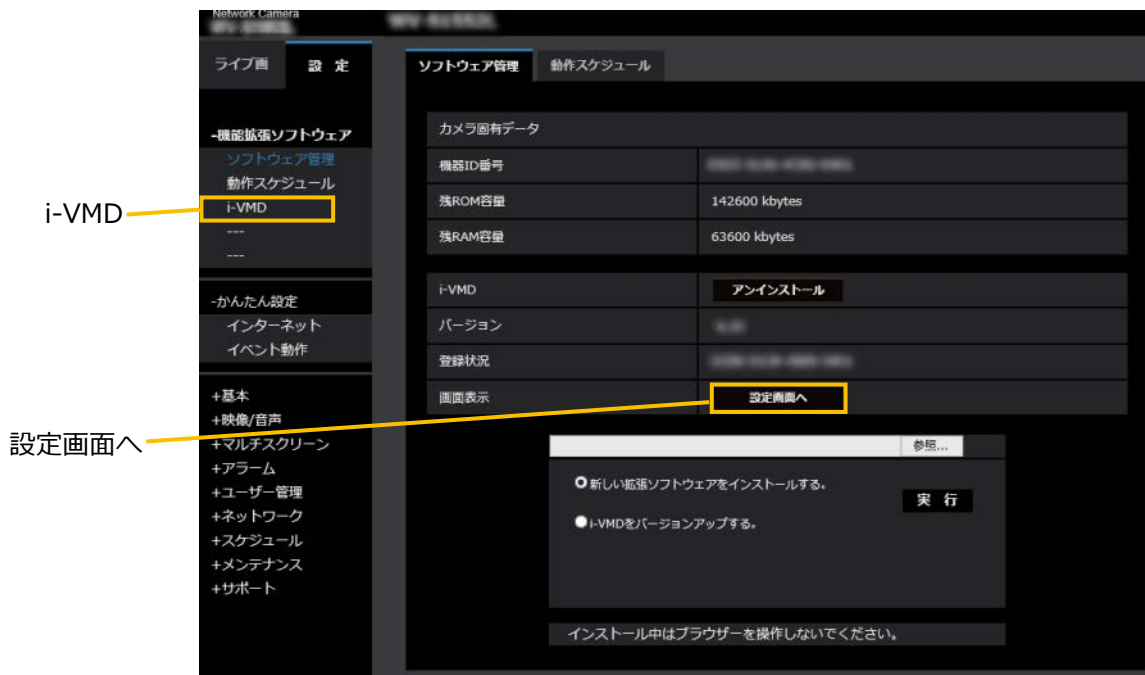 Network Camera
ライブ画
設 定
ソフトウェア管理
動作スケジュール
-機能拡張ソフトウェア
ソフトウェア管理
動作スケジュール
i-VMD
---
---
-かんたん設定
インターネット
イベント動作
+基本
+映像/音声
+マルチスクリーン
+アラーム
+ユーザー管理
+ネットワーク
+スケジュール
+メンテナンス
+サポート
i-VMD
設定画面へ
カメラ固有データ
機器ID番号
残ROM容量 142600 kbytes
残RAM容量 63600 kbytes
i-VMD アンインストール
バージョン
登録状況
画面表示 設定画面へ
参照...
新しい拡張ソフトウェアをインストールする。
実 行
i-VMDをバージョンアップする。
インストール中はブラウザーを操作しないでください。